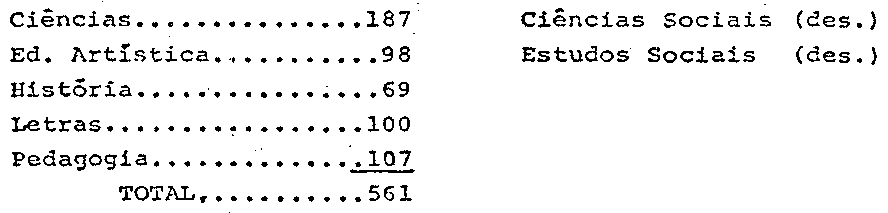 Ciências................187 Ciências Sociais (des.)
Ed. Artística............98 Estudos Sociais (des.)
História.................69
Letras..................100
Pedagogia...............107
TOTAL...........561